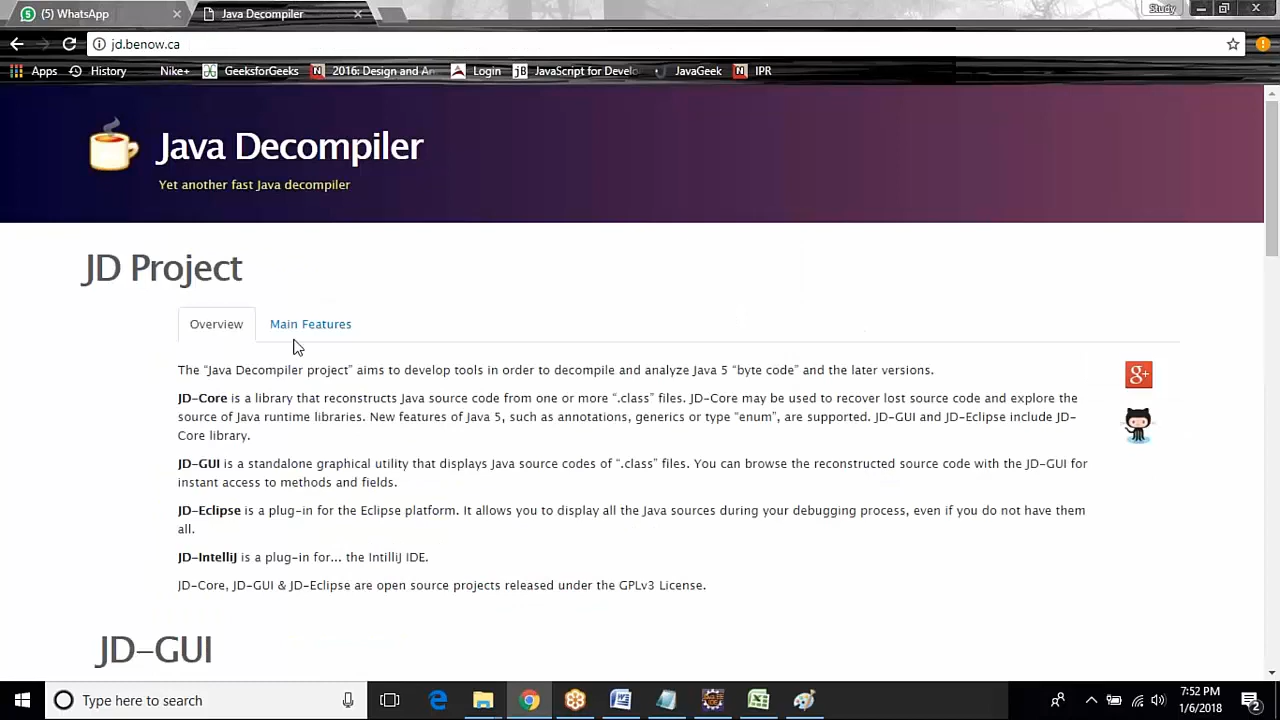 (5) WhatsApp
Java Decompiler
Study
jd.benow.ca
Apps
History
Nike+
GeeksforGeeks
2016: Design and An
Login
JavaScript for Develo
JavaGeek
IPR
Java Decompiler
Yet another fast Java decompiler
JD Project
Overview
Main Features
The “Java Decompiler project” aims to develop tools in order to decompile and analyze Java 5 “byte code” and the later versions.
JD-Core is a library that reconstructs Java source code from one or more “.class” files. JD-Core may be used to recover lost source code and explore the
source of Java runtime libraries. New features of Java 5, such as annotations, generics or type “enum”, are supported. JD-GUI and JD-Eclipse include JD-
Core library.
JD-GUI is a standalone graphical utility that displays Java source codes of “.class” files. You can browse the reconstructed source code with the JD-GUI for
instant access to methods and fields.
JD-Eclipse is a plug-in for the Eclipse platform. It allows you to display all the Java sources during your debugging process, even if you do not have them
all.
JD-IntelliJ is a plug-in for... the IntilliJ IDE.
JD-Core, JD-GUI & JD-Eclipse are open source projects released under the GPLv3 License.
JD-GUI
Type here to search
7:52 PM
1/6/2018
2